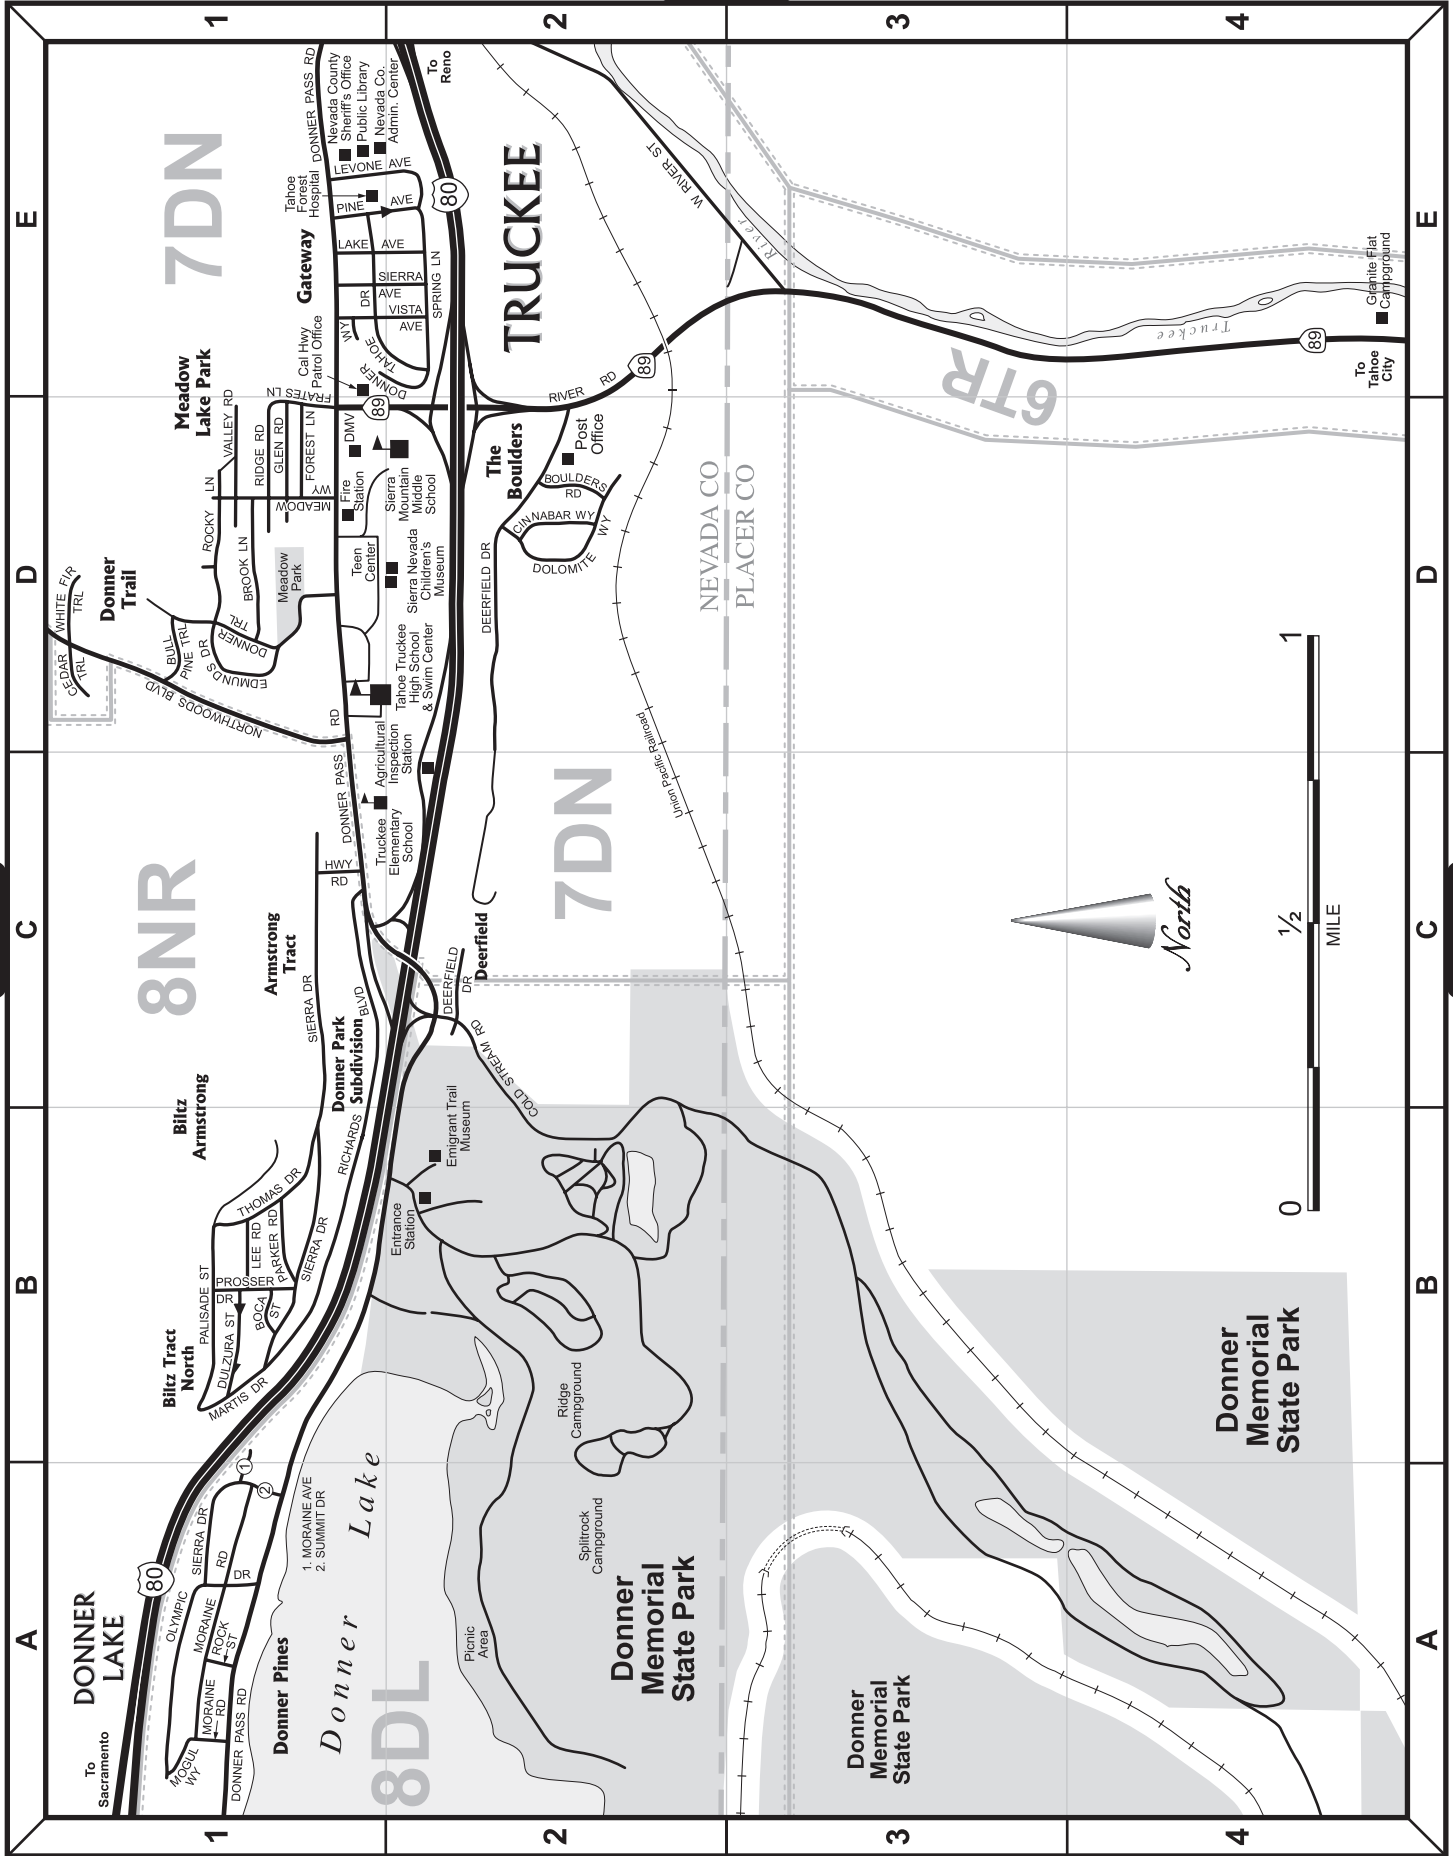 A
B
C
D
E
1
2
3
4
1
2
3
4
A
B
C
D
E
To
Sacramento
DONNER
LAKE
80
OLYMPIC
SIERRA DR
MORAINE
RD
DR
ROCK
ST
MORAINE
RD
MOGUL
WY
DONNER PASS RD
1
2
1. MORAINE AVE
2. SUMMIT DR
Donner Pines
Donner Lake
8DL
Picnic
Area
Splitrock
Campground
Ridge
Campground
Donner
Memorial
State Park
Donner
Memorial
State Park
Donner
Memorial
State Park
Biltz Tract
North
PALISADE ST
DULZURA ST
MARTIS DR
PROSSER
DR
BOCA
ST
LEE RD
PARKER RD
THOMAS DR
SIERRA DR
Biltz
Armstrong
8NR
Armstrong
Tract
SIERRA DR
Donner Park
Subdivision
RICHARDS
BLVD
Entrance
Station
Emigrant Trail
Museum
COLD STREAM RD
DEERFIELD
DR
Deerfield
HWY
RD
DONNER PASS
RD
Truckee
Elementary
School
Agricultural
Inspection
Station
7DN
Union Pacific Railroad
NORTHWOODS BLVD
CEDAR
TRL
WHITE FIR
TRL
Donner
Trail
BULL
PINE TRL
EDMUNDS DR
DONNER
TRL
BROOK LN
ROCKY LN
Meadow
Park
MEADOW
WY
VALLEY RD
RIDGE RD
GLEN RD
FOREST LN
FRATES LN
Meadow
Lake Park
Tahoe Truckee
High School
& Swim Center
Teen
Center
Sierra Nevada
Children's
Museum
Fire
Station
Sierra
Mountain
Middle
School
DMV
89
DEERFIELD DR
The
Boulders
BOULDERS
RD
CINNABAR WY
DOLOMITE
WY
Post
Office
NEVADA CO
PLACER CO
7DN
Gateway
Cal Hwy
Patrol Office
DONNER
WY
TAHOE
DR
VISTA
AVE
SIERRA
AVE
LAKE AVE
PINE AVE
LEVONE AVE
SPRING LN
Tahoe
Forest
Hospital
DONNER PASS RD
Nevada County
Sheriff's Office
Public Library
Nevada Co.
Admin. Center
80
To
Reno
TRUCKEE
RIVER RD
89
W RIVER ST
River
Truckee
6TR
89
To
Tahoe
City
Granite Flat
Campground
North
0
½
1
MILE